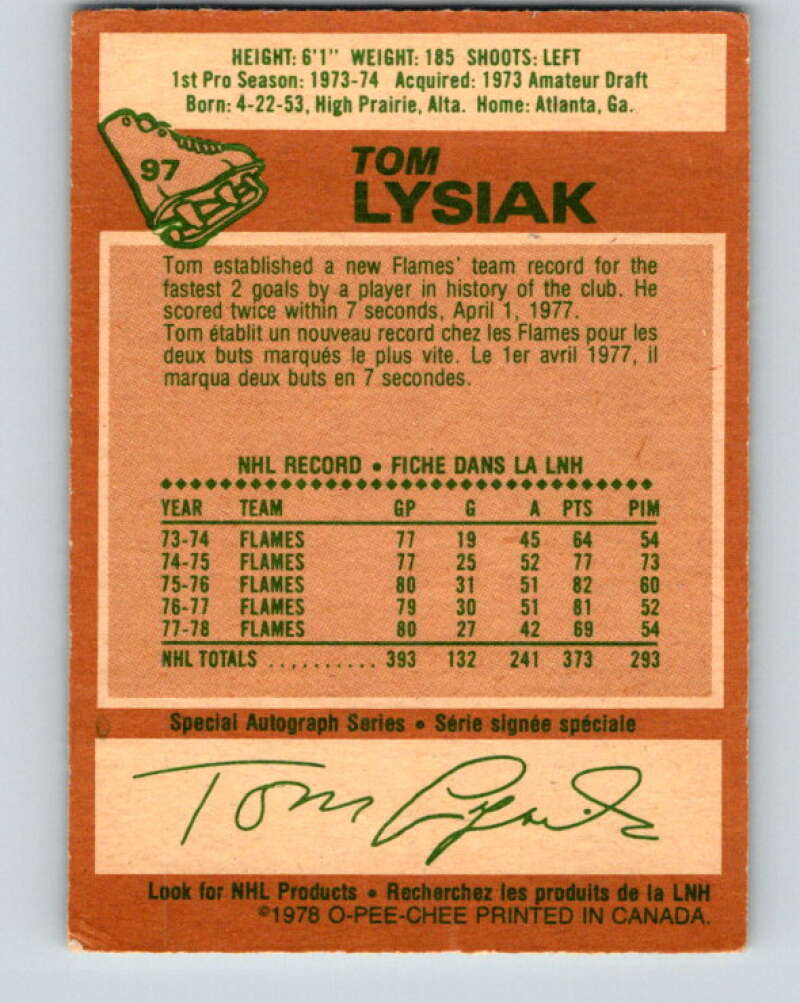 HEIGHT: 6'1" WEIGHT: 185 SHOOTS: LEFT
1st Pro Season: 1973-74 Acquired: 1973 Amateur Draft
Born: 4-22-53, High Prairie, Alta. Home: Atlanta, Ga.
97
TOM
LYSIAK
Tom established a new Flames' team record for the
fastest 2 goals by a player in history of the club. He
scored twice within 7 seconds, April 1, 1977.
Tom établit un nouveau record chez les Flames pour les
deux buts marqués le plus vite. Le 1er avril 1977, il
marqua deux buts en 7 secondes.
NHL RECORD • FICHE DANS LA LNH
YEAR TEAM GP G A PTS PIM
73-74 FLAMES 77 19 45 64 54
74-75 FLAMES 77 25 52 77 73
75-76 FLAMES 80 31 51 82 60
76-77 FLAMES 79 30 51 81 52
77-78 FLAMES 80 27 42 69 54
NHL TOTALS .......... 393 132 241 373 293
Special Autograph Series • Série signée spéciale
Tom Lysiak
Look for NHL Products • Recherchez les produits de la LNH
©1978 O-PEE-CHEE PRINTED IN CANADA.